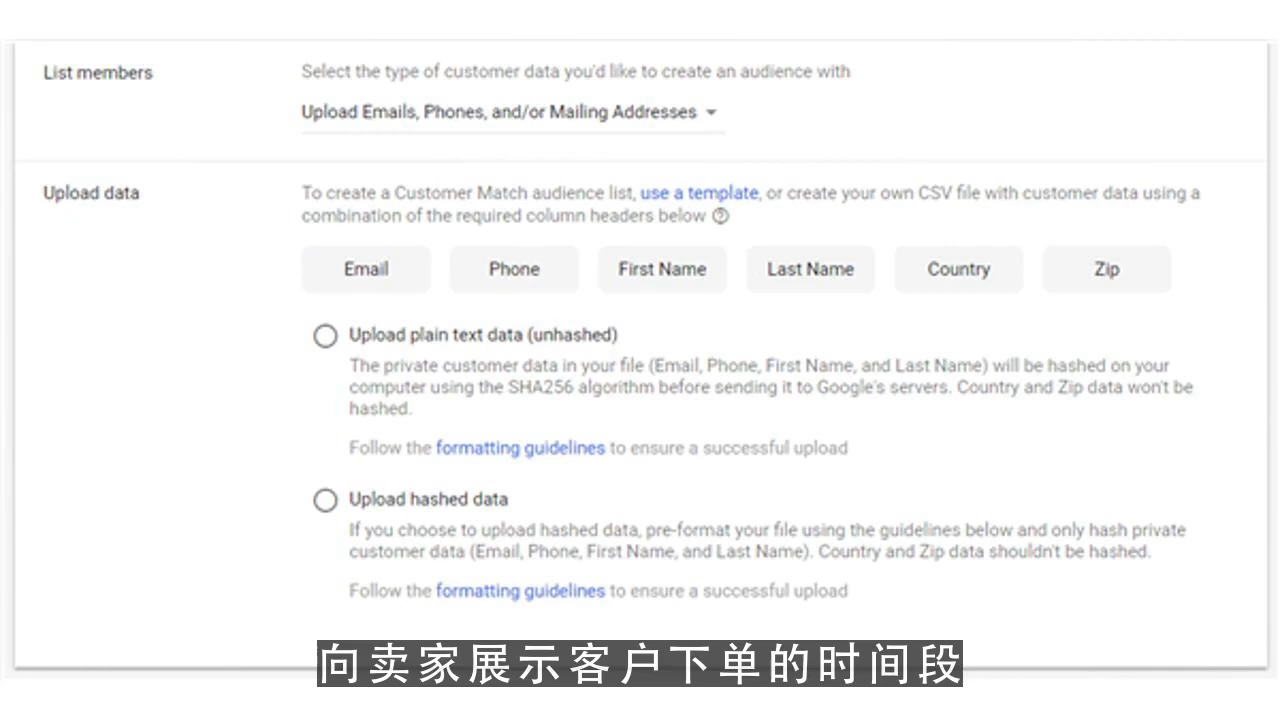 List members
Select the type of customer data you'd like to create an audience with
Upload Emails, Phones, and/or Mailing Addresses
Upload data
To create a Customer Match audience list, use a template, or create your own CSV file with customer data using a
combination of the required column headers below
Email Phone First Name Last Name Country Zip
Upload plain text data (unhashed)
The private customer data in your file (Email, Phone, First Name, and Last Name) will be hashed on your
computer using the SHA256 algorithm before sending it to Google's servers. Country and Zip data won't be
hashed.
Follow the formatting guidelines to ensure a successful upload
Upload hashed data
If you choose to upload hashed data, pre-format your file using the guidelines below and only hash private
customer data (Email, Phone, First Name, and Last Name). Country and Zip data shouldn't be hashed.
Follow the formatting guidelines to ensure a successful upload
向卖家展示客户下单的时间段